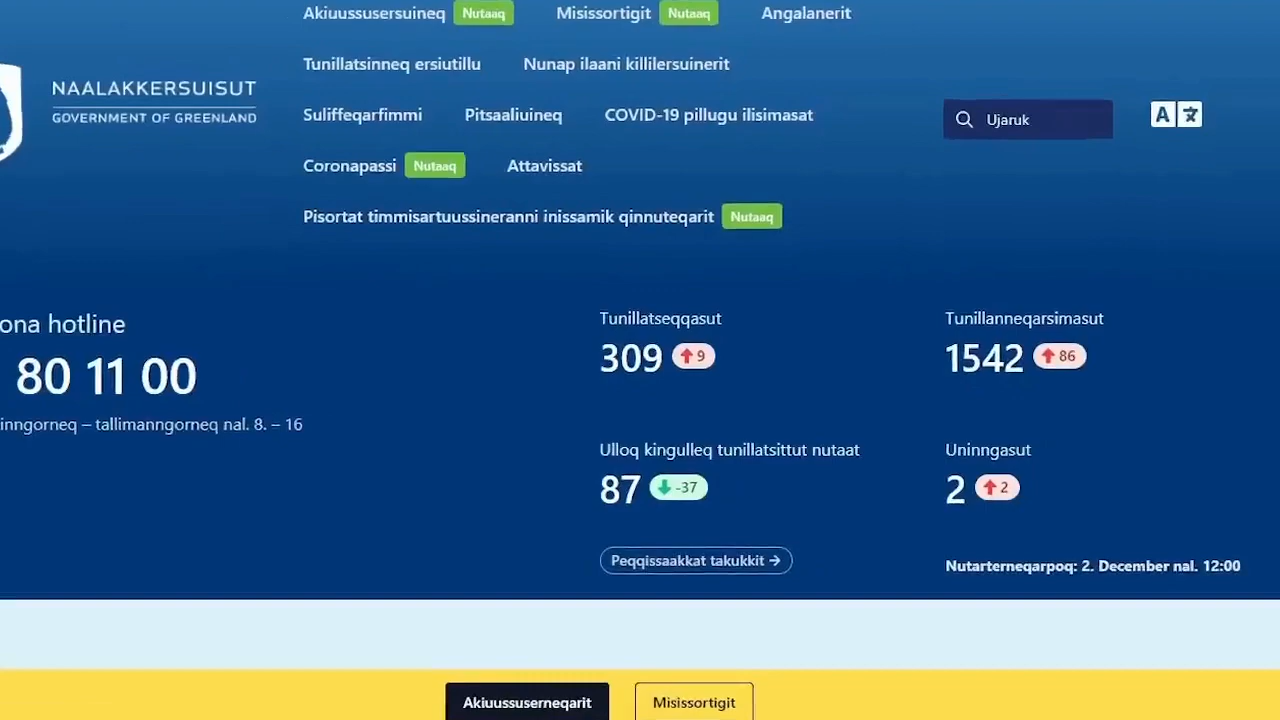 Akiuussusersuineq Nutaaq Misissortigit Nutaaq Angalanerit
Tunillatsinneq ersiutillu Nunap ilaani killilersuinerit
NAALAKKERSUISUT
GOVERNMENT OF GREENLAND
Suliffeqarfimmi Pitsaaliuineq COVID-19 pillugu ilisimasat
Ujaruk
A
Coronapassi Nutaaq Attavissat
Pisortat timmisartuussineranni inissamik qinnuteqarit Nutaaq
ona hotline
80 11 00
inngorneq – tallimanngorneq nal. 8. – 16
Tunillatseqqasut
309 9
Tunillanneqarsimasut
1542 86
Ulloq kingulleq tunillatsittut nutaat
87 -37
Uninngasut
2 2
Peqqissaakkat takukkit →
Nutarterneqarpoq: 2. December nal. 12:00
Akiuussuserneqarit Misissortigit